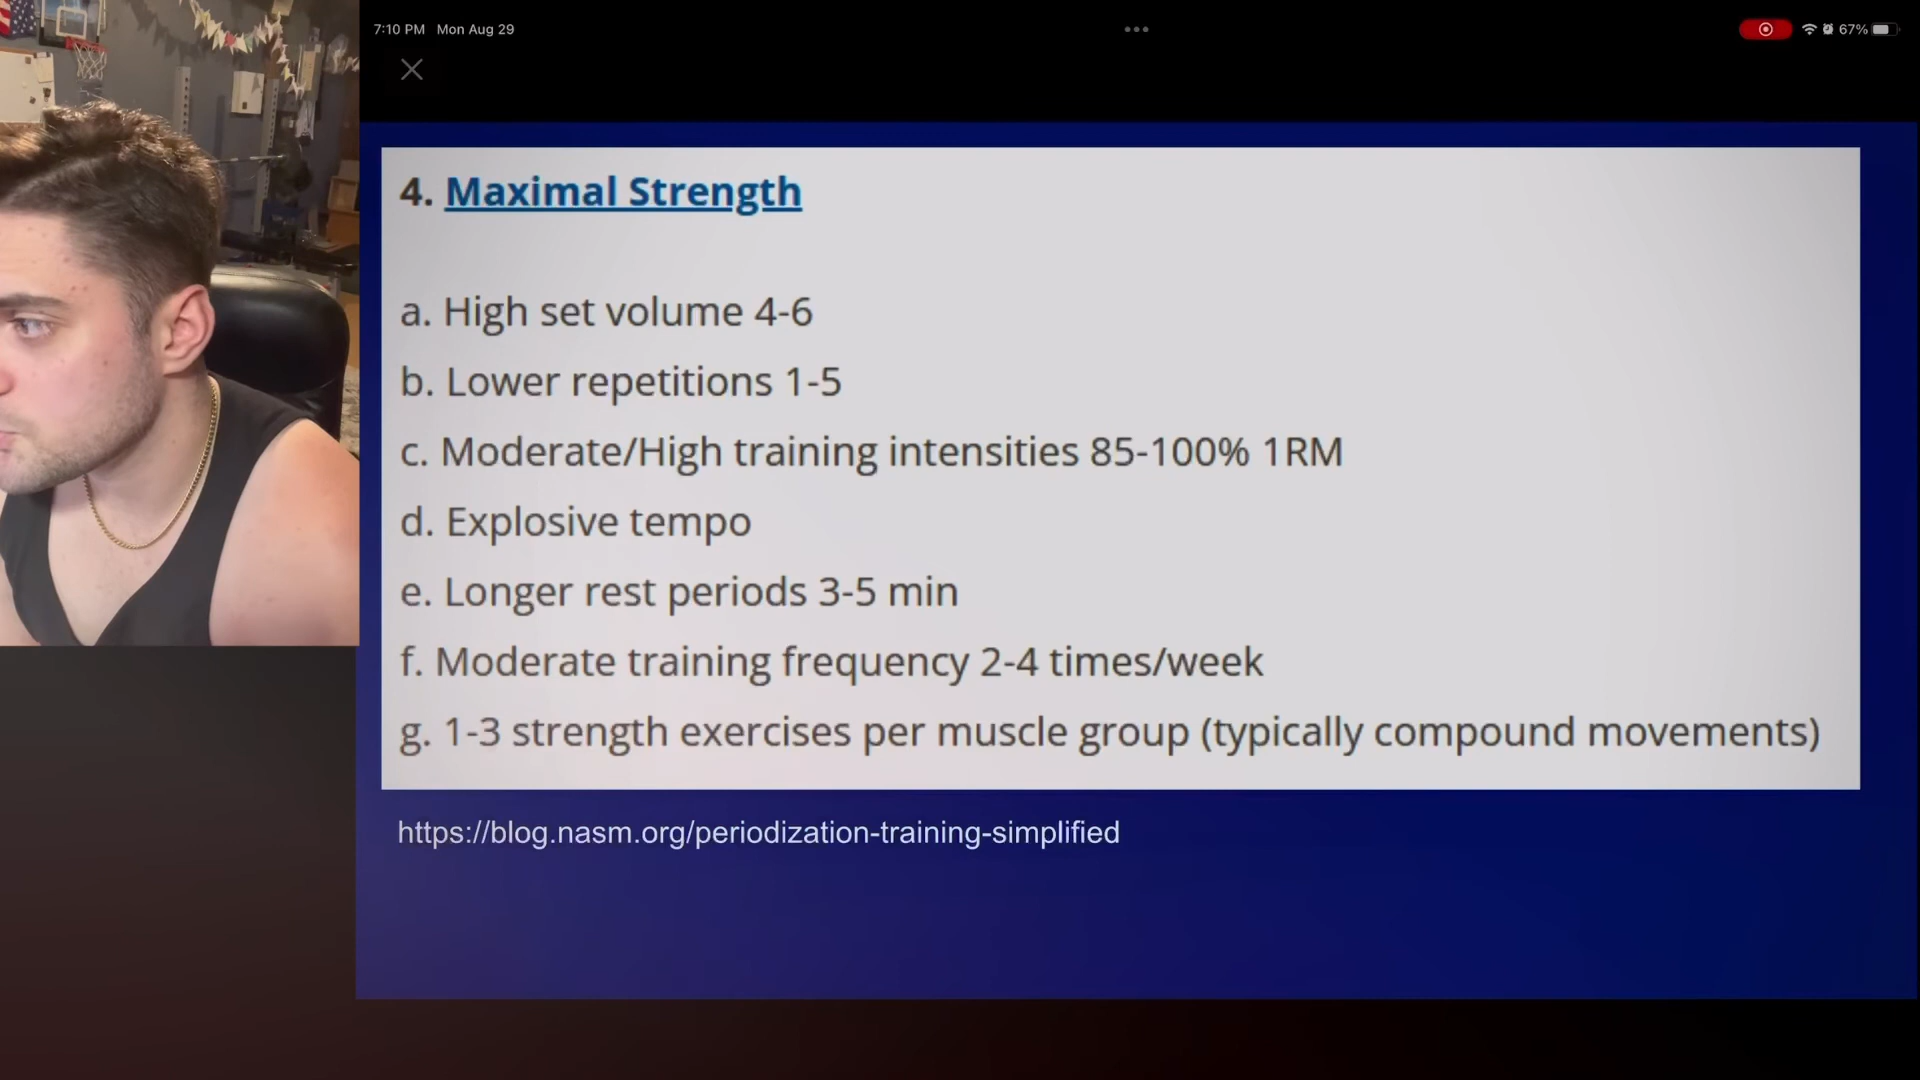 7:10 PM Mon Aug 29
67%
4. Maximal Strength
a. High set volume 4-6
b. Lower repetitions 1-5
c. Moderate/High training intensities 85-100% 1RM
d. Explosive tempo
e. Longer rest periods 3-5 min
f. Moderate training frequency 2-4 times/week
g. 1-3 strength exercises per muscle group (typically compound movements)
https://blog.nasm.org/periodization-training-simplified